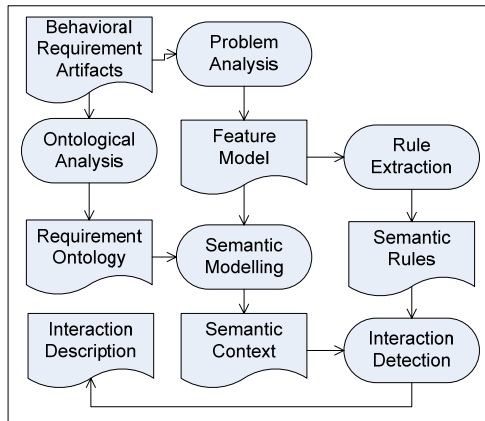 Behavioral
Requirement
Artifacts
Problem
Analysis
Ontological
Analysis
Feature
Model
Rule
Extraction
Requirement
Ontology
Semantic
Modelling
Semantic
Rules
Interaction
Description
Semantic
Context
Interaction
Detection